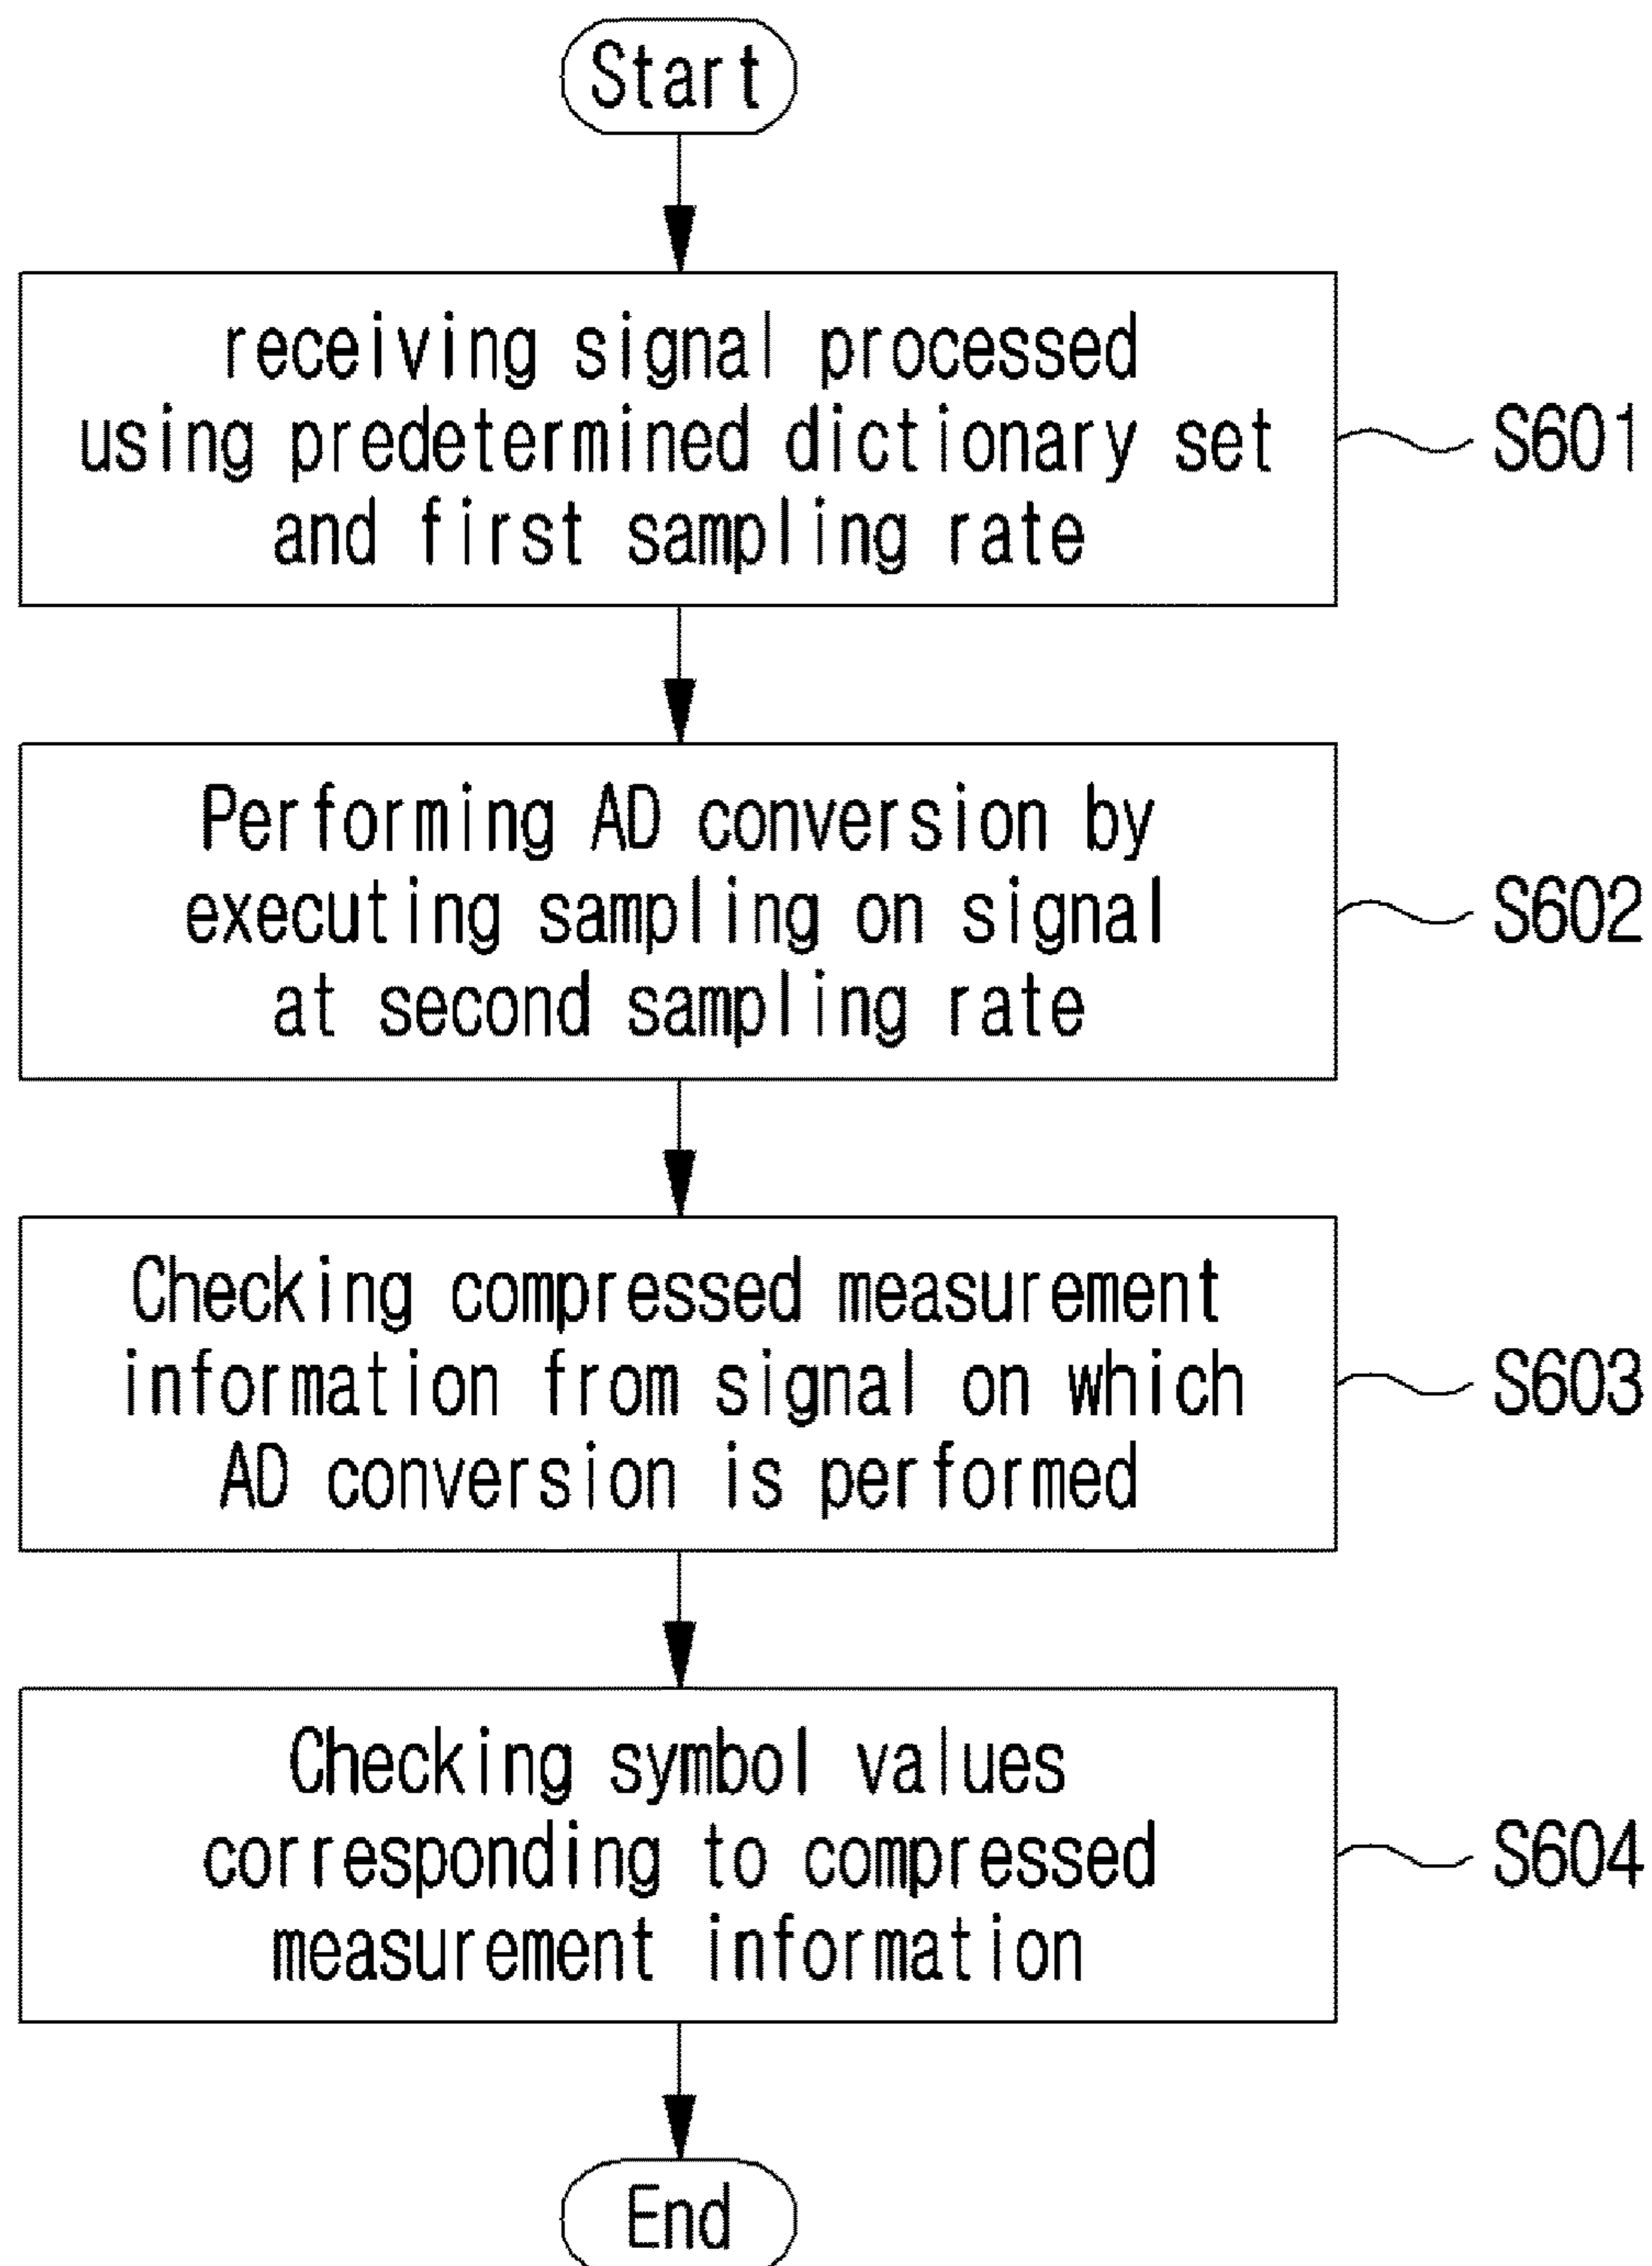 Start
receiving signal processed
using predetermined dictionary set
and first sampling rate
S601
Performing AD conversion by
executing sampling on signal
at second sampling rate
S602
Checking compressed measurement
information from signal on which
AD conversion is performed
S603
Checking symbol values
corresponding to compressed
measurement information
S604
End